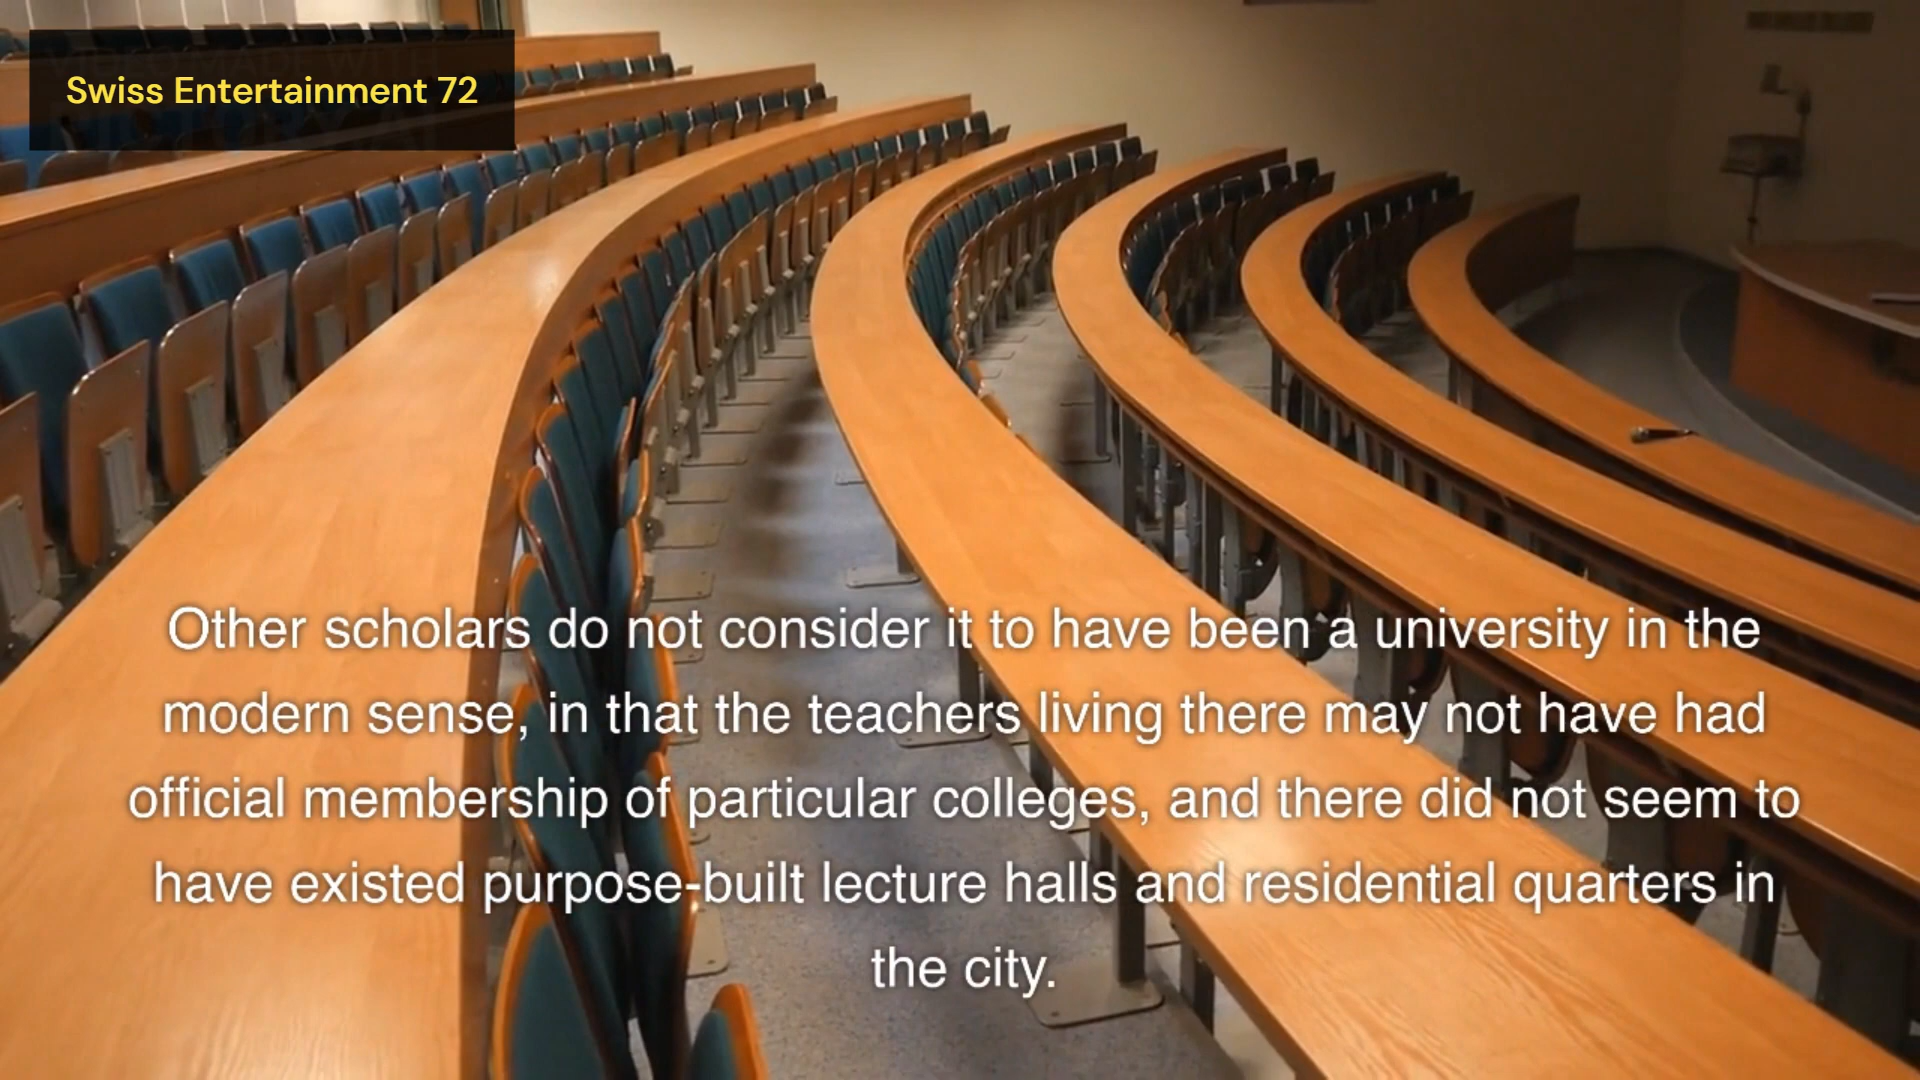 Swiss Entertainment 72
Other scholars do not consider it to have been a university in the
modern sense, in that the teachers living there may not have had
official membership of particular colleges, and there did not seem to
have existed purpose-built lecture halls and residential quarters in
the city.